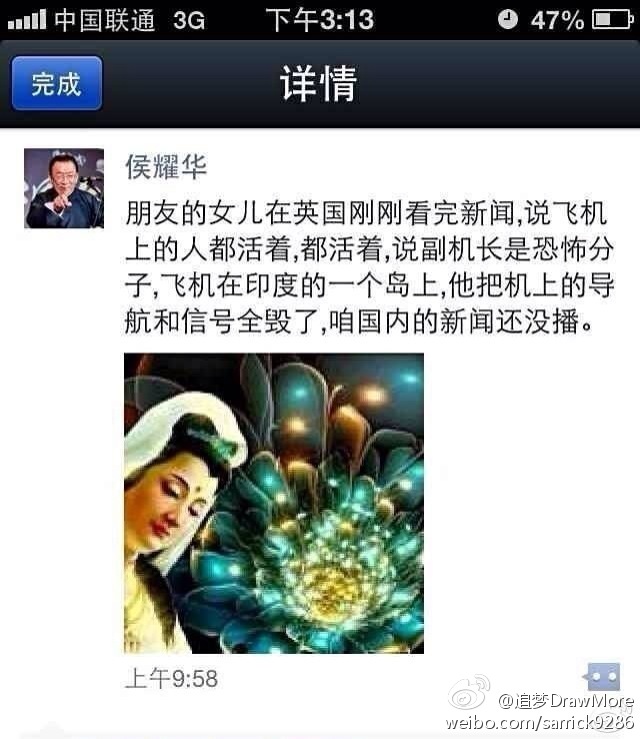 中国联通 3G 下午3:13 47%
完成 详情
侯耀华
朋友的女儿在英国刚刚看完新闻,说飞机
上的人都活着,都活着,说副机长是恐怖分
子,飞机在印度的一个岛上,他把机上的导
航和信号全毁了,咱国内的新闻还没播。
上午9:58
@追梦DrawMore
weibo.com/samick9286